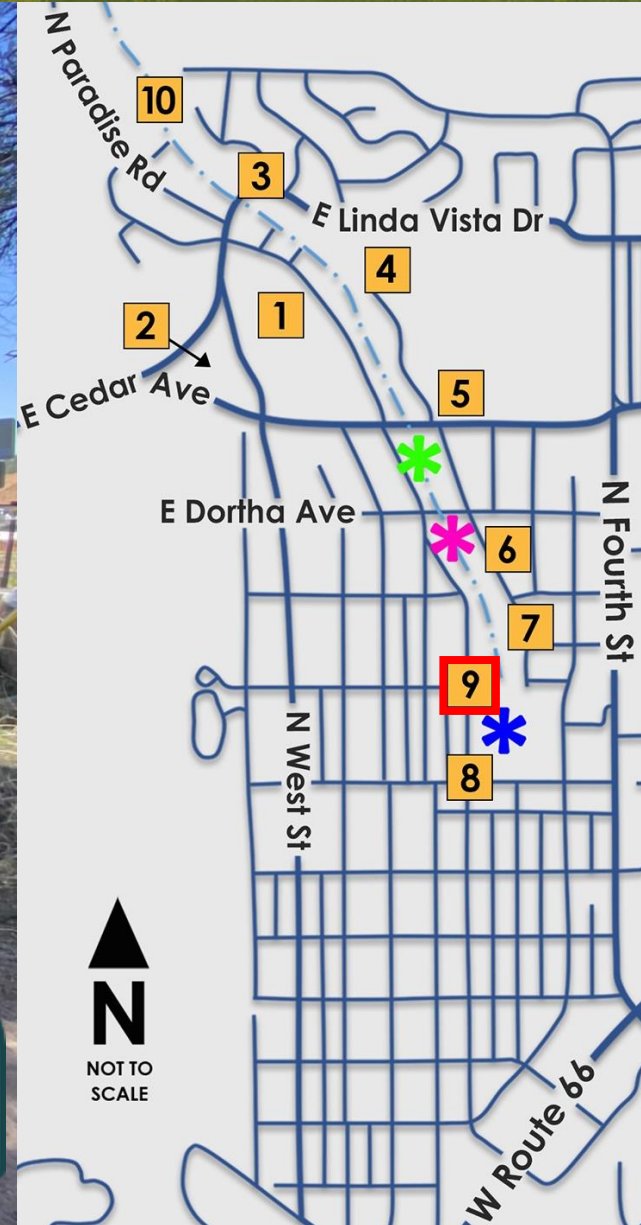 N Paradise Rd
10
3
E Linda Vista Dr
4
1
2
E Cedar Ave
5
E Dortha Ave
N Fourth St
6
7
9
N West St
8
N
NOT TO
SCALE
W Route 66